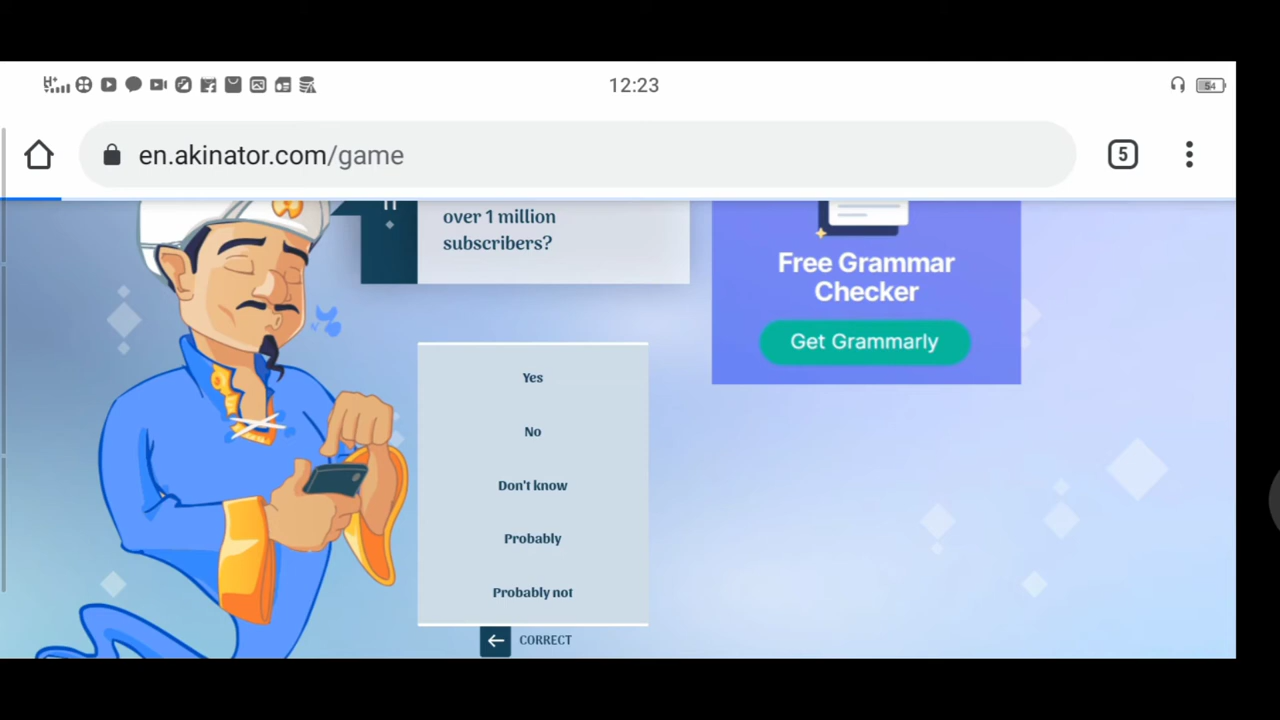 12:23
54
en.akinator.com/game
5
over 1 million
subscribers?
Free Grammar
Checker
Get Grammarly
Yes
No
Don't know
Probably
Probably not
CORRECT